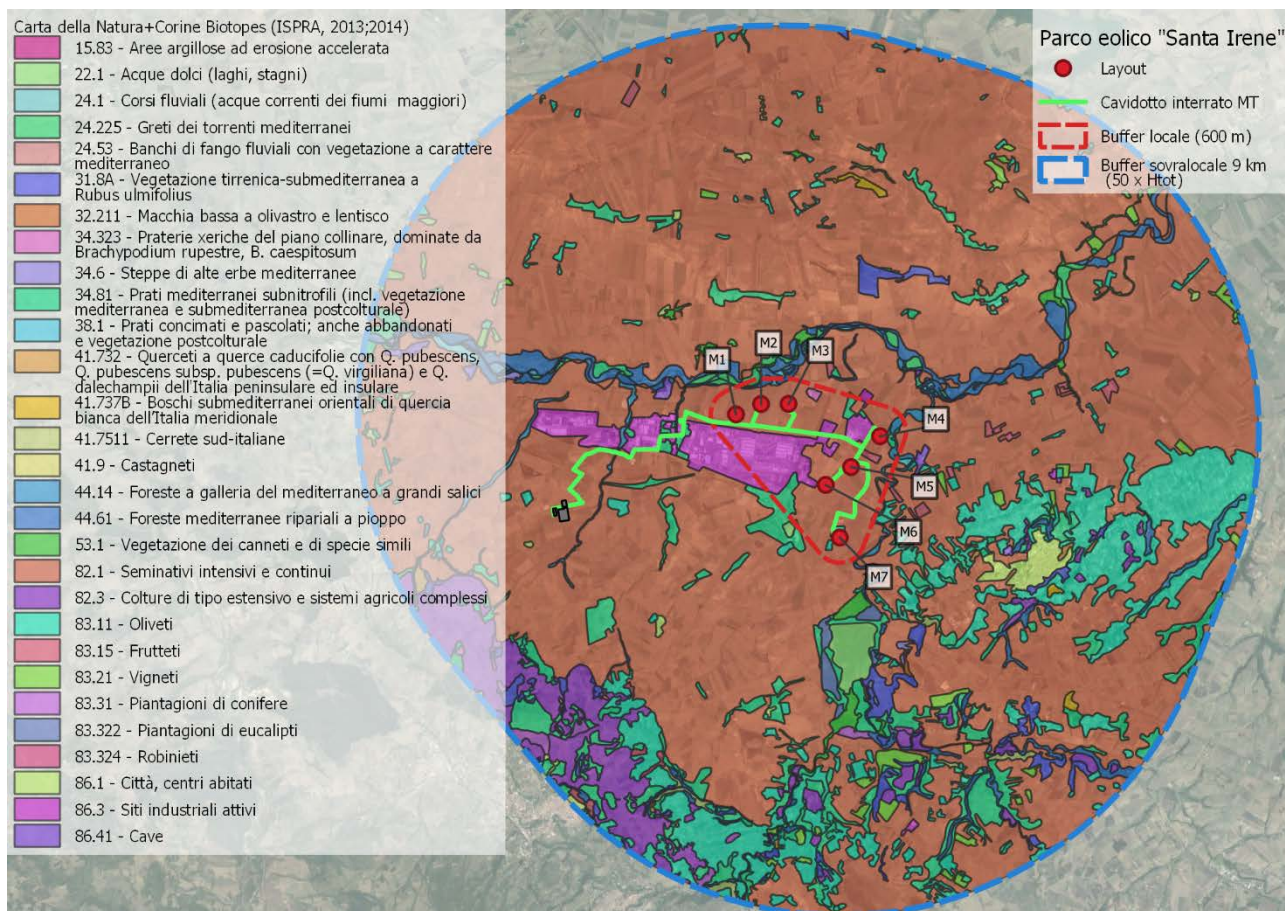 Carta della Natura+Corine Biotopes (ISPRA, 2013;2014)
15.83 - Aree argillose ad erosione accelerata
22.1 - Acque dolci (laghi, stagni)
24.1 - Corsi fluviali (acque correnti dei fiumi maggiori)
24.225 - Greti dei torrenti mediterranei
24.53 - Banchi di fango fluviali con vegetazione a carattere
mediterraneo
31.8A - Vegetazione tirrenica-submediterranea a
Rubus ulmifolius
32.211 - Macchia bassa a olivastro e lentisco
34.323 - Praterie xeriche del piano collinare, dominate da
Brachypodium rupestre, B. caespitosum
34.6 - Steppe di alte erbe mediterranee
34.81 - Prati mediterranei subnitrofili (incl. vegetazione
mediterranea e submediterranea postcolturale)
38.1 - Prati concimati e pascolati; anche abbandonati
e vegetazione postcolturale
41.732 - Querceti a querce caducifolie con Q. pubescens,
Q. pubescens subsp. pubescens (=Q. virgiliana) e Q.
dalechampii dell'Italia peninsulare ed insulare
41.737B - Boschi submediterranei orientali di quercia
bianca dell'Italia meridionale
41.7511 - Cerrete sud-italiane
41.9 - Castagneti
44.14 - Foreste a galleria del mediterraneo a grandi salici
44.61 - Foreste mediterranee ripariali a pioppo
53.1 - Vegetazione dei canneti e di specie simili
82.1 - Seminativi intensivi e continui
82.3 - Colture di tipo estensivo e sistemi agricoli complessi
83.11 - Oliveti
83.15 - Frutteti
83.21 - Vigneti
83.31 - Piantagioni di conifere
83.322 - Piantagioni di eucalipti
83.324 - Robinieti
86.1 - Città, centri abitati
86.3 - Siti industriali attivi
86.41 - Cave
Parco eolico "Santa Irene"
Layout
Cavidotto interrato MT
Buffer locale (600 m)
Buffer sovralocale 9 km
(50 x Htot)
M1
M2
M3
M4
M5
M6
M7